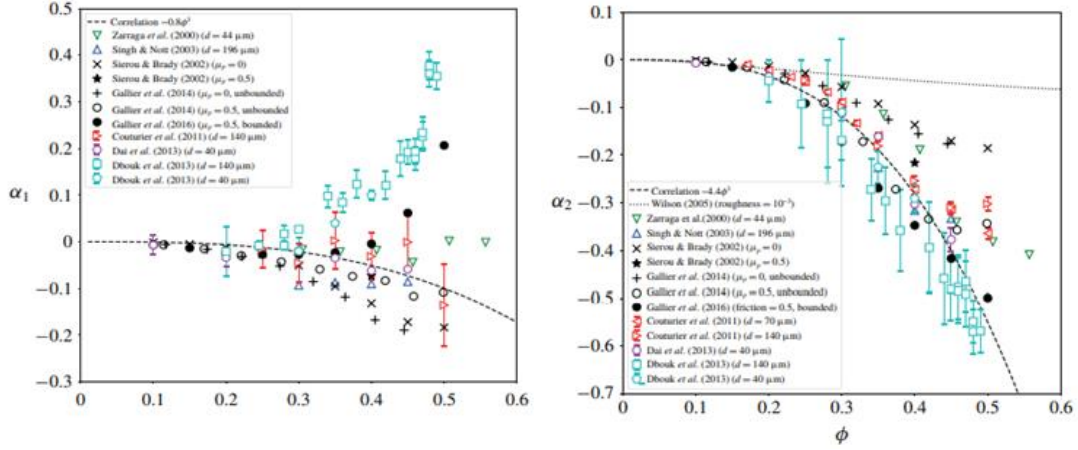 0.5
0.4
0.3
0.2
0.1
0
−0.1
−0.2
−0.3
α1
0
0.1
0.2
0.3
0.4
0.5
0.6
Correlation −0.8ϕ³
Zarraga et al. (2000) (d = 44 μm)
Singh & Nott (2003) (d = 196 μm)
Sierou & Brady (2002) (μp = 0)
Sierou & Brady (2002) (μp = 0.5)
Gallier et al. (2014) (μp = 0, unbounded)
Gallier et al. (2014) (μp = 0.5, unbounded)
Gallier et al. (2016) (μp = 0.5, bounded)
Couturier et al. (2011) (d = 140 μm)
Dai et al. (2013) (d = 40 μm)
Dbouk et al. (2013) (d = 140 μm)
Dbouk et al. (2013) (d = 40 μm)
0.1
0
−0.1
−0.2
−0.3
−0.4
−0.5
−0.6
−0.7
α2
Correlation −4.4ϕ³
Wilson (2005) (roughness = 10⁻³)
Zarraga et al.(2000) (d = 44 μm)
Singh & Nott (2003) (d = 196 μm)
Sierou & Brady (2002) (μp = 0)
Sierou & Brady (2002) (μp = 0.5)
Gallier et al. (2014) (μp = 0, unbounded)
Gallier et al. (2014) (μp = 0.5, unbounded)
Gallier et al. (2016) (friction = 0.5, bounded)
Couturier et al. (2011) (d = 70 μm)
Couturier et al. (2011) (d = 140 μm)
Dai et al. (2013) (d = 40 μm)
Dbouk et al. (2013) (d = 140 μm)
Dbouk et al. (2013) (d = 40 μm)
0
0.1
0.2
0.3
0.4
0.5
0.6
ϕ